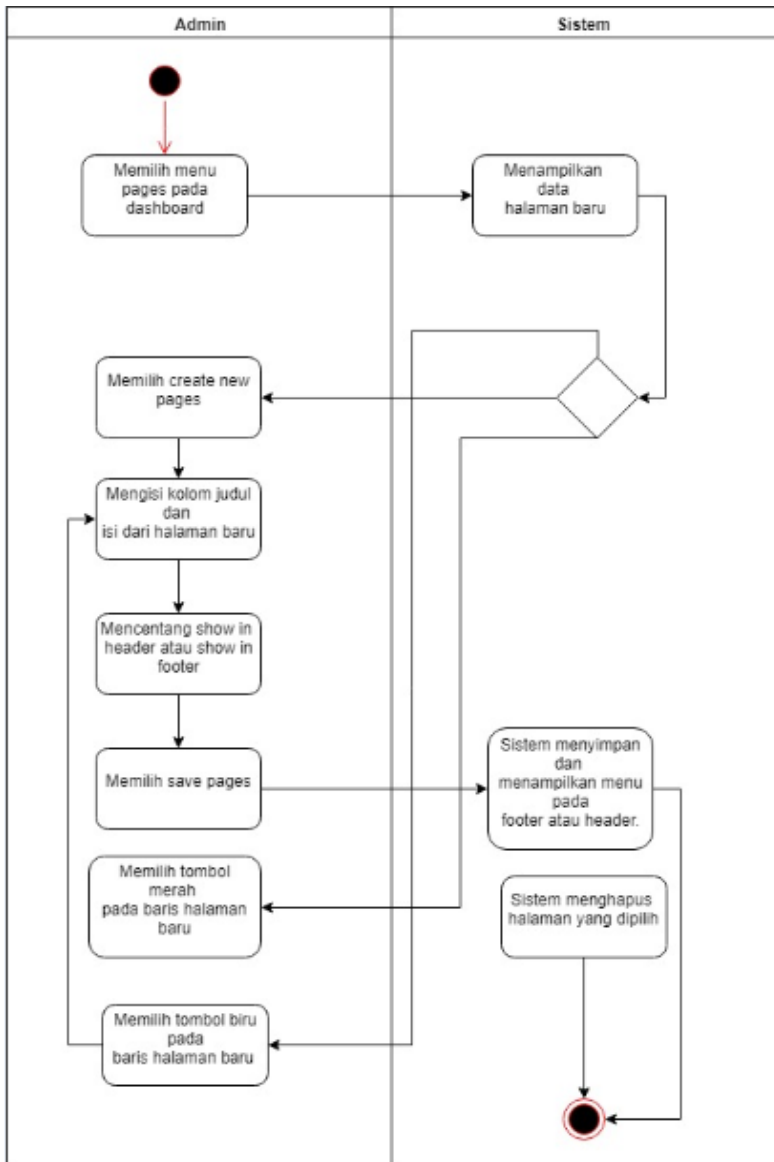 Admin
Sistem
Memilih menu
pages pada
dashboard
Menampilkan
data
halaman baru
Memilih create new
pages
Mengisi kolom judul
dan
isi dari halaman baru
Mencentang show in
header atau show in
footer
Memilih save pages
Sistem menyimpan
dan
menampilkan menu
pada
footer atau header.
Memilih tombol
merah
pada baris halaman
baru
Sistem menghapus
halaman yang dipilih
Memilih tombol biru
pada
baris halaman baru